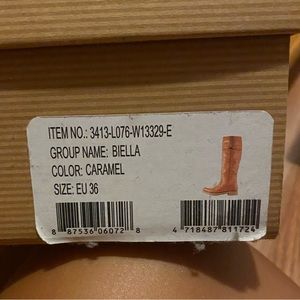 ITEM NO.: 3413-L076-W13329-E
GROUP NAME: BIELLA
COLOR: CARAMEL
SIZE: EU 36
8 87536 06072 8
4 718487 811724